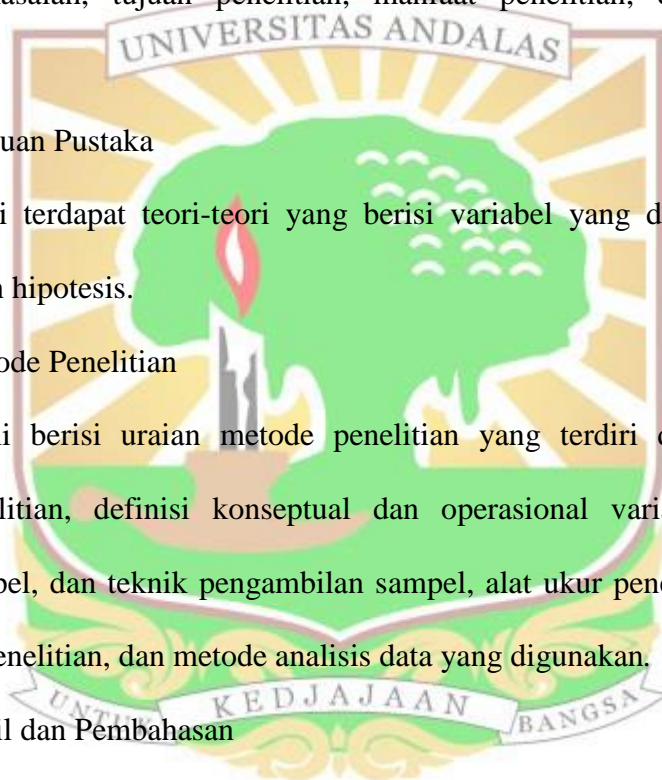 UNIVERSITAS ANDALAS
uan Pustaka
i terdapat teori-teori yang berisi variabel yang d
hipotesis.
ode Penelitian
i berisi uraian metode penelitian yang terdiri
litian, definisi konseptual dan operasional vari
pel, dan teknik pengambilan sampel, alat ukur pene
enelitian, dan metode analisis data yang digunakan.
UNTUK KEDJAJAAN BANGSA
il dan Pembahasan